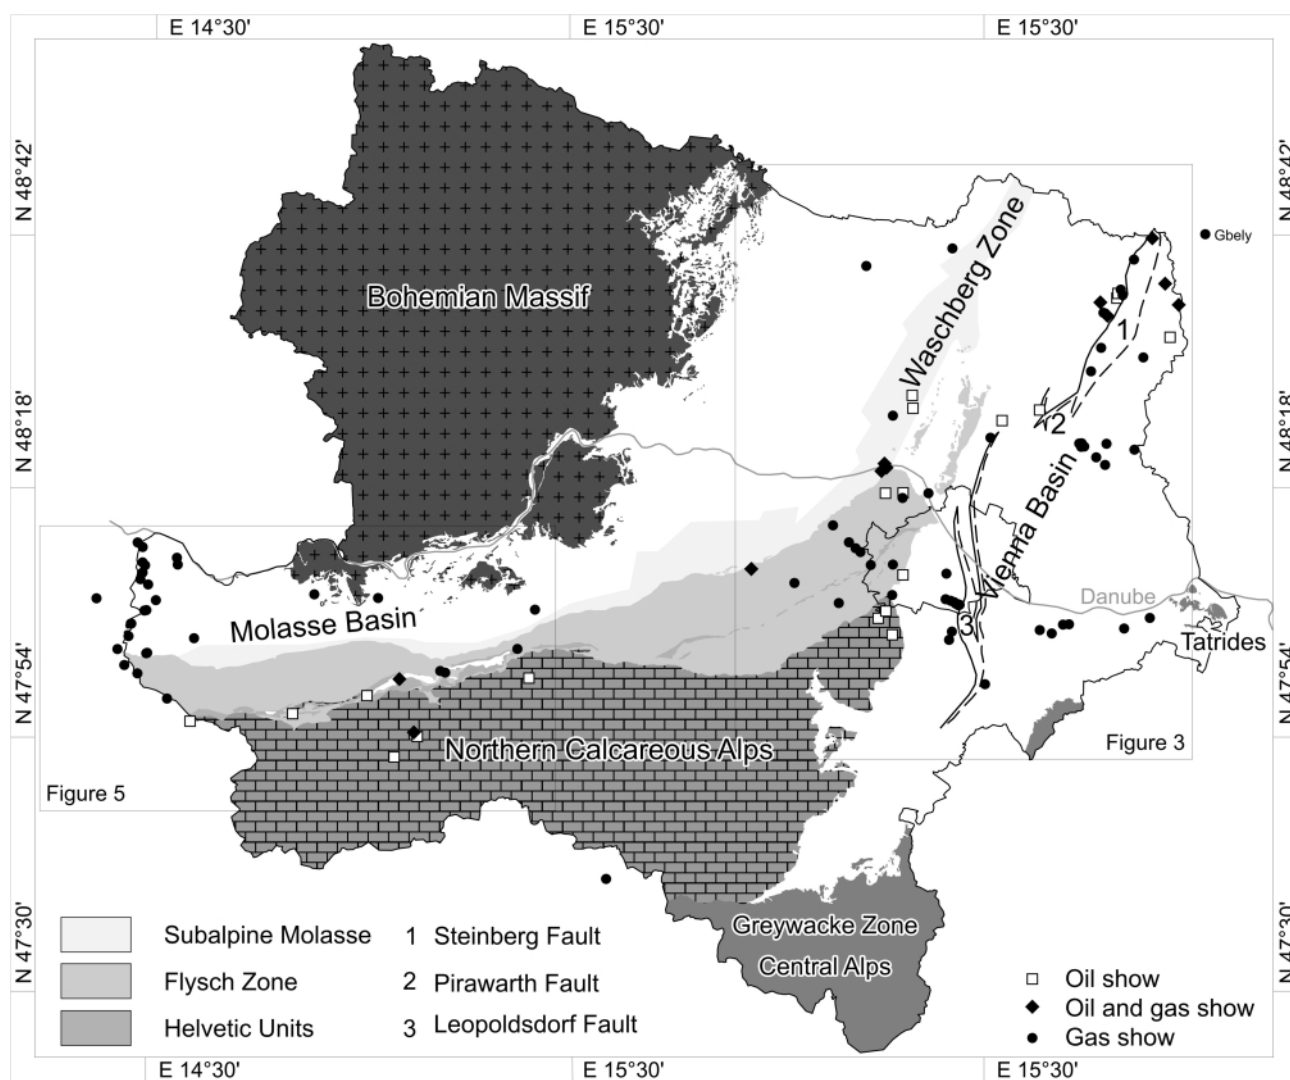 E 14°30'
E 15°30'
E 15°30'
N 48°42'
N 48°42'
Gbely
Waschberg Zone
Bohemian Massif
1
2
N 48°18'
N 48°18'
Vienna Basin
Danube
Molasse Basin
3
Tatrides
N 47°54'
N 47°54'
Northern Calcareous Alps
Figure 3
Figure 5
Greywacke Zone
Central Alps
N 47°30'
N 47°30'
Subalpine Molasse
Flysch Zone
Helvetic Units
1 Steinberg Fault
2 Pirawarth Fault
3 Leopoldsdorf Fault
Oil show
Oil and gas show
Gas show
E 14°30'
E 15°30'
E 15°30'